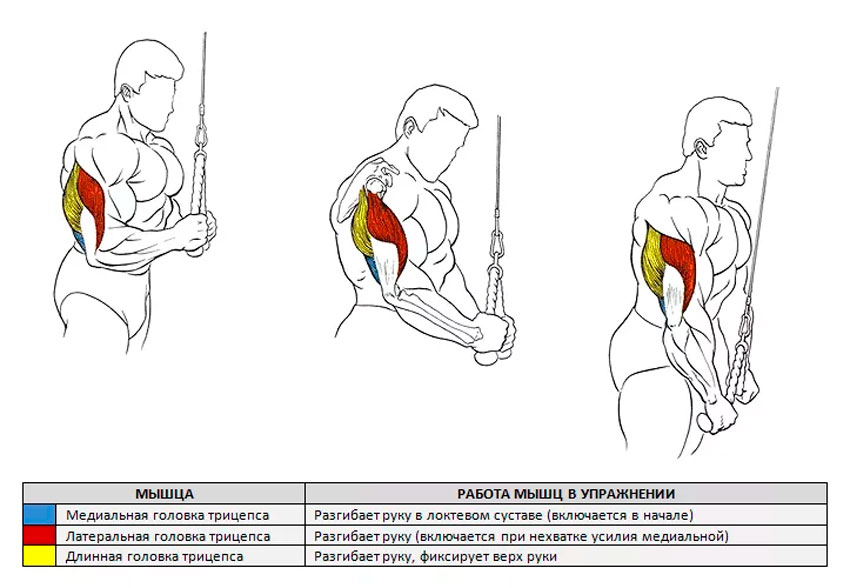 МЫШЦА РАБОТА МЫШЦ В УПРАЖНЕНИИ
Медиальная головка трицепса Разгибает руку в локтевом суставе (включается в начале)
Латеральная головка трицепса Разгибает руку (включается при нехватке усилия медиальной)
Длинная головка трицепса Разгибает руку, фиксирует верх руки